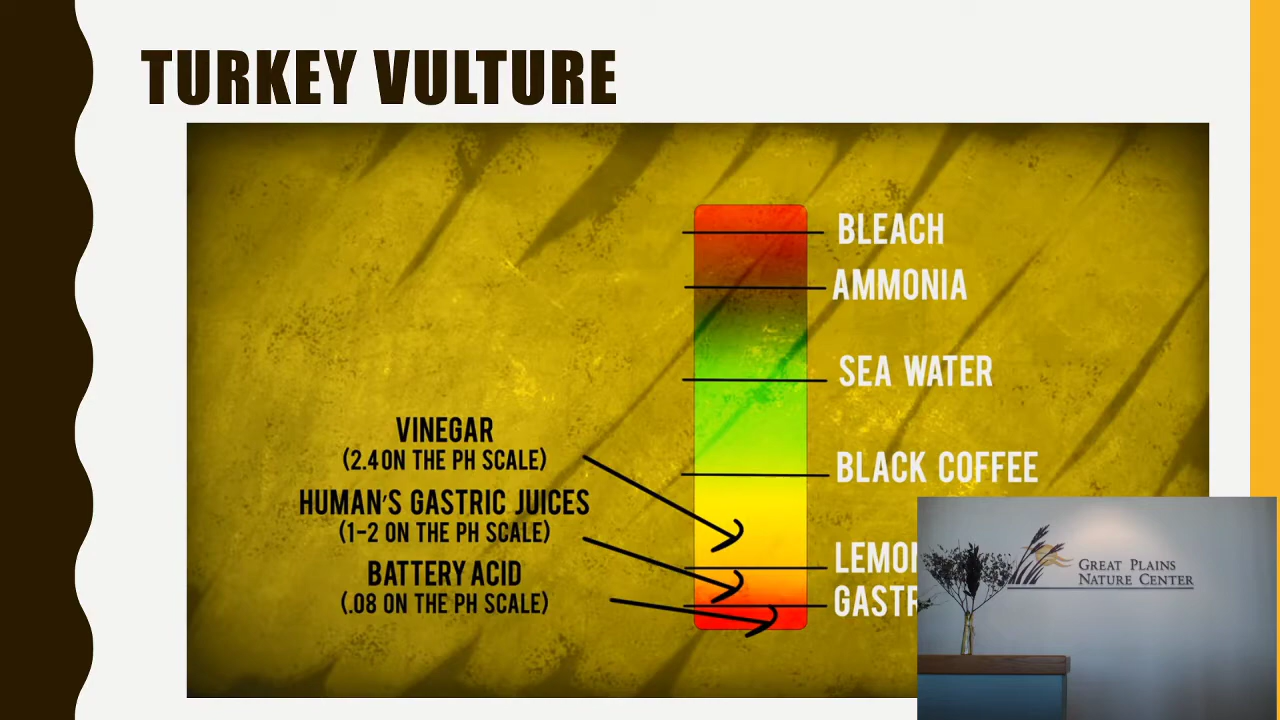 TURKEY VULTURE
BLEACH
AMMONIA
SEA WATER
BLACK COFFEE
VINEGAR
(2.4 ON THE PH SCALE)
HUMAN'S GASTRIC JUICES
(1-2 ON THE PH SCALE)
BATTERY ACID
(.08 ON THE PH SCALE)
GREAT PLAINS
NATURE CENTER